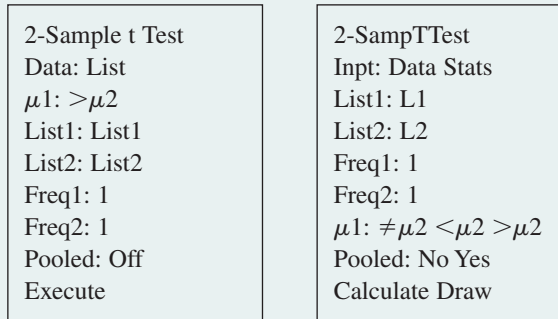 2-Sample t Test
Data: List
μ1: >μ2
List1: List1
List2: List2
Freq1: 1
Freq2: 1
Pooled: Off
Execute
2-SampTTest
Inpt: Data Stats
List1: L1
List2: L2
Freq1: 1
Freq2: 1
μ1: ≠μ2 <μ2 >μ2
Pooled: No Yes
Calculate Draw